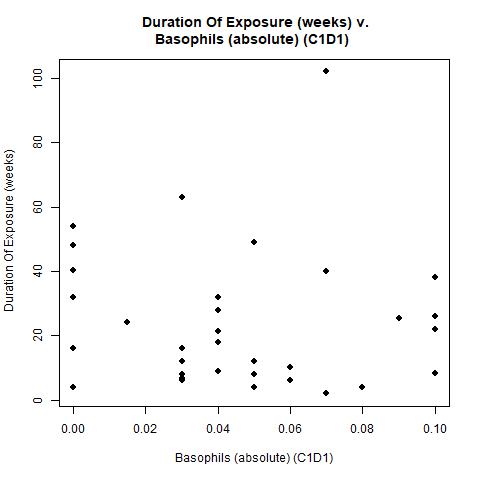 Duration Of Exposure (weeks) v.
Basophils (absolute) (C1D1)
Duration Of Exposure (weeks)
100
80
60
40
20
0
0.00 0.02 0.04 0.06 0.08 0.10
Basophils (absolute) (C1D1)